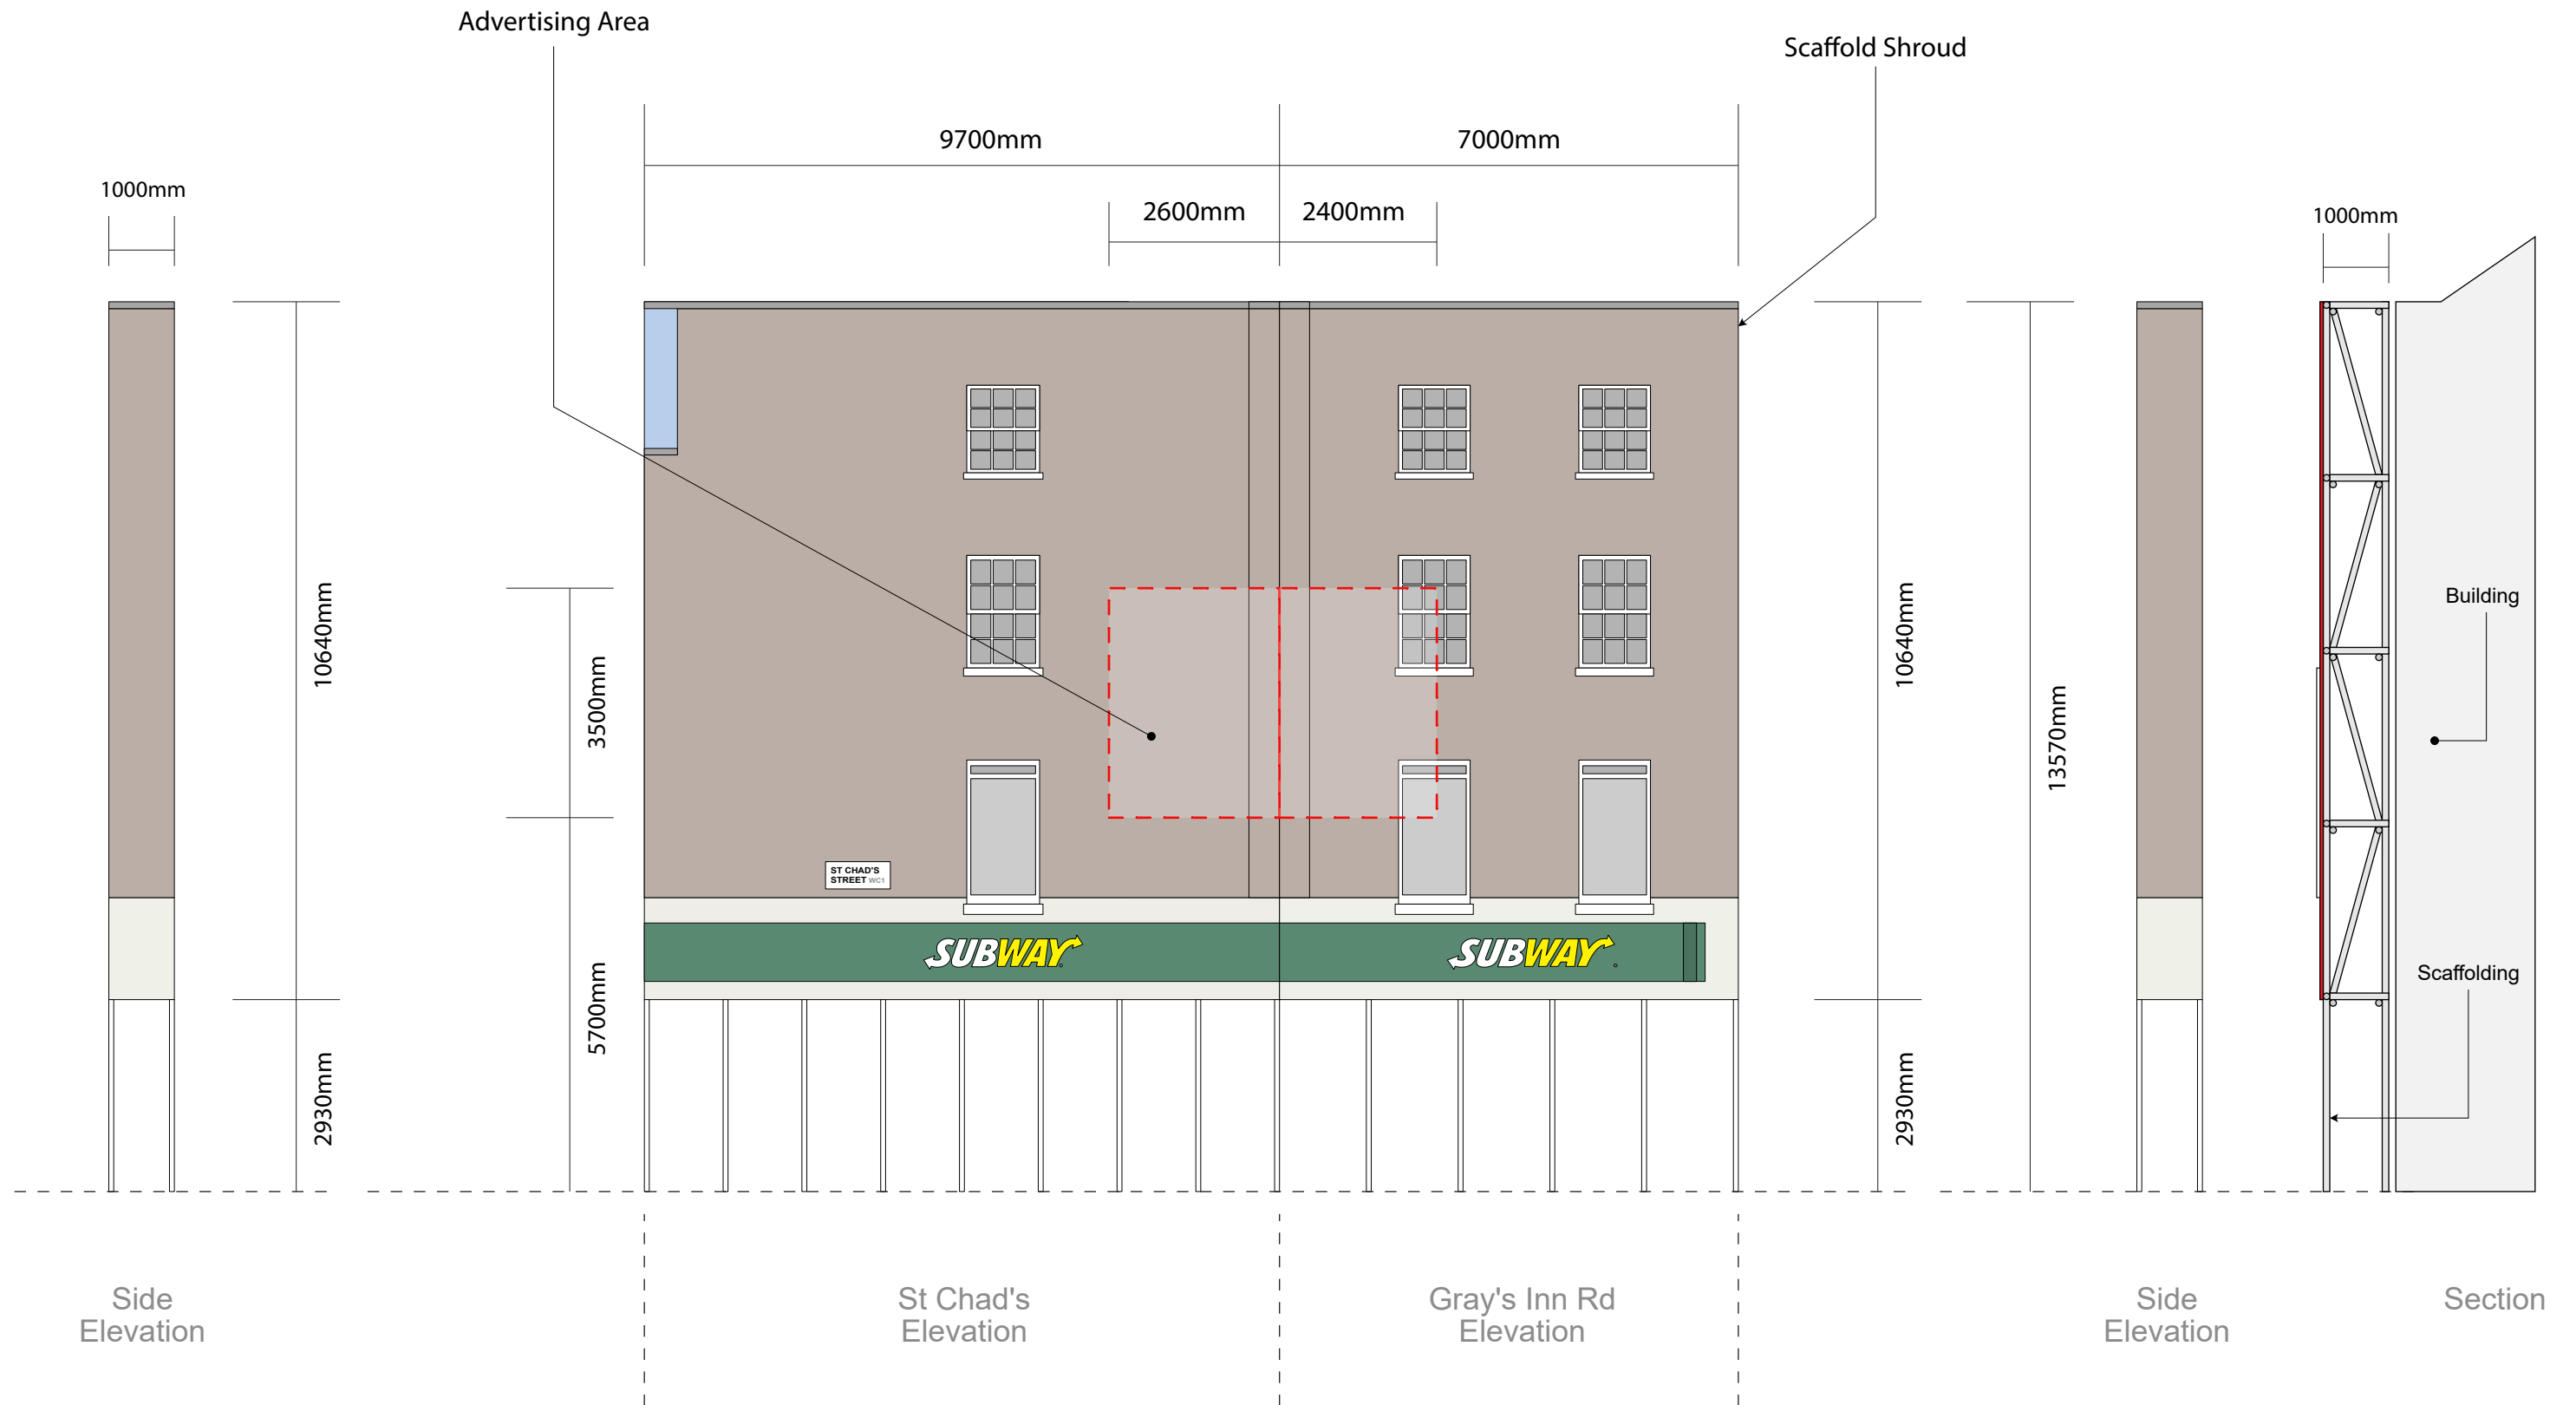 Advertising Area
Scaffold Shroud
9700mm
7000mm
1000mm
2600mm
2400mm
1000mm
10640mm
3500mm
10640mm
13570mm
Building
ST CHAD'S
STREET WC1
SUBWAY
SUBWAY
Scaffolding
5700mm
2930mm
2930mm
Side
Elevation
St Chad's
Elevation
Gray's Inn Rd
Elevation
Side
Elevation
Section